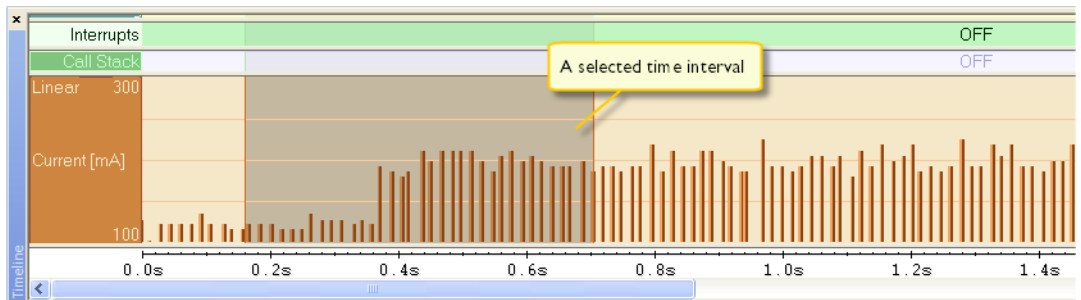 Interrupts OFF
Call Stack OFF
A selected time interval
Linear 300
Current [mA]
100
0.0s 0.2s 0.4s 0.6s 0.8s 1.0s 1.2s 1.4s
Timeline